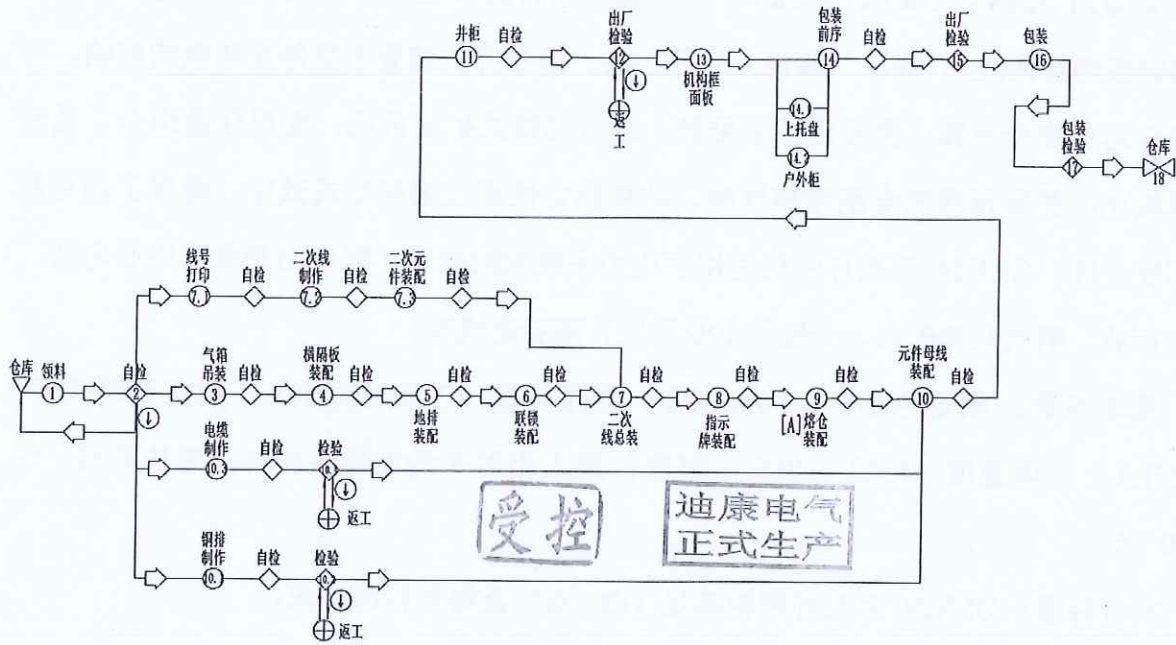 井柜
11
自检
出厂
检验
12
返工
13
机构框
面板
包装
前序
14
14.
上托盘
14.2
户外柜
自检
出厂
检验
15
包装
16
包装
检验
17
仓库
18
线号
打印
7.1
自检
二次线
制作
7.2
自检
二次元
件装配
7.3
自检
仓库
领料
1
自检
2
气箱
吊装
3
自检
横隔板
装配
4
自检
5
地排
装配
自检
6
联锁
装配
自检
7
二次
线总装
自检
8
指示
牌装配
自检
9
[A]熔仓
装配
自检
元件母线
装配
10
自检
电缆
制作
自检
检验
返工
铜排
制作
10.
自检
检验
10.
返工
受控
迪康电气
正式生产